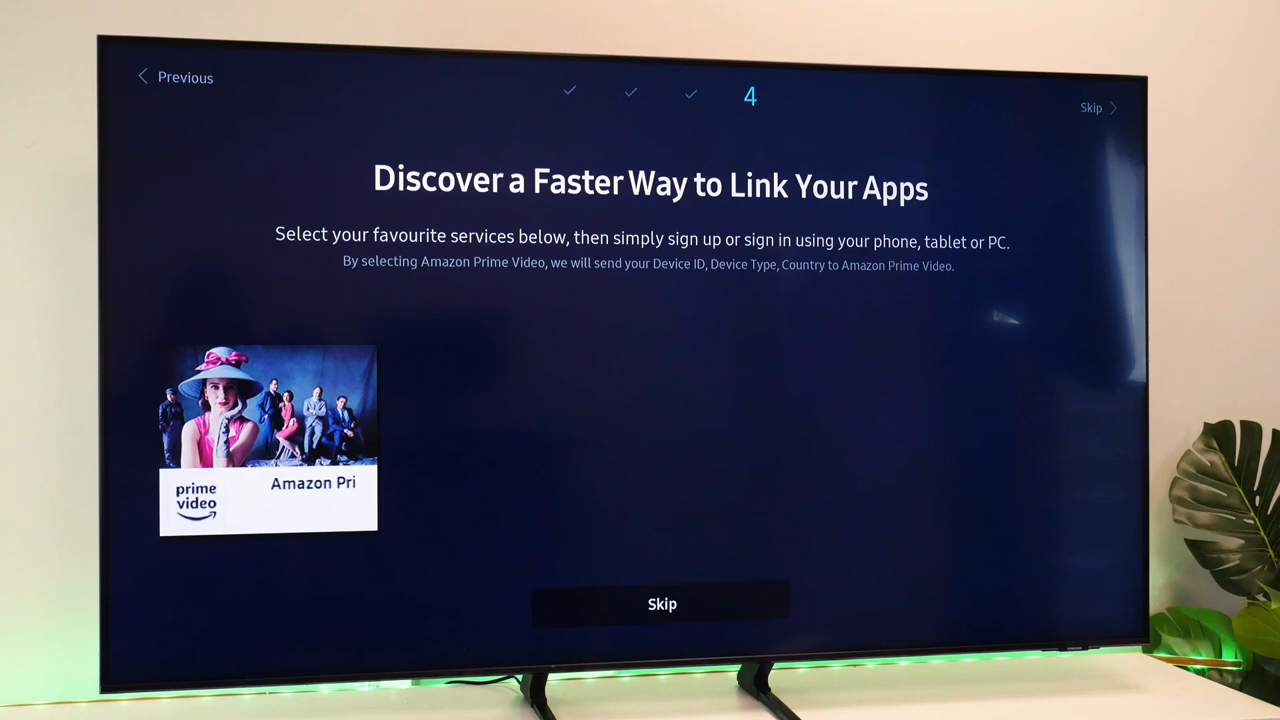 Previous
4
Skip
Discover a Faster Way to Link Your Apps
Select your favourite services below, then simply sign up or sign in using your phone, tablet or PC.
By selecting Amazon Prime Video, we will send your Device ID, Device Type, Country to Amazon Prime Video.
prime
video
Amazon Pri
Skip
SAMSUNG